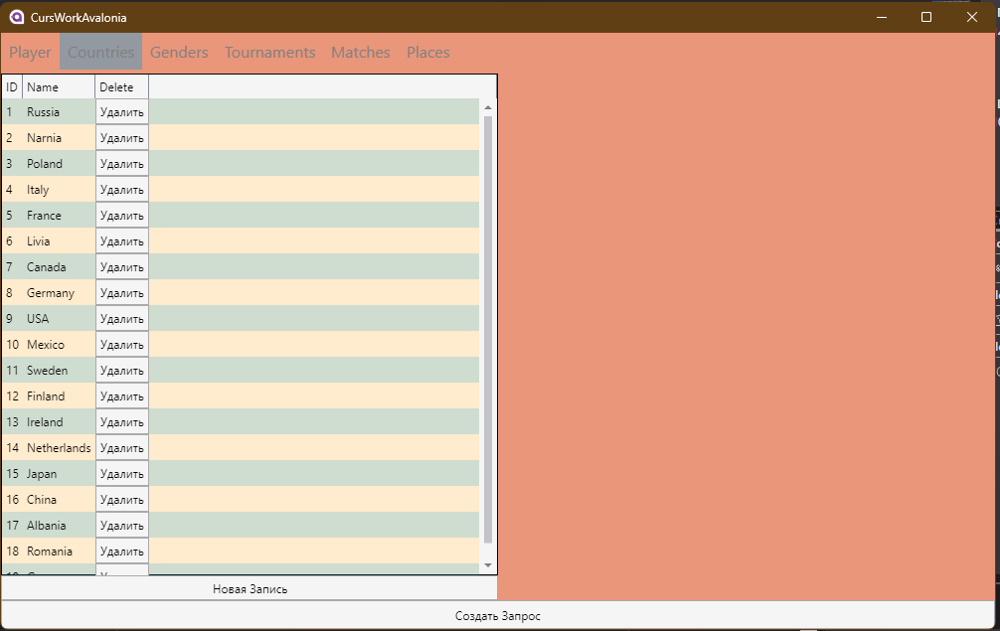 CursWorkAvalonia
Player Countries Genders Tournaments Matches Places
ID Name Delete
1 Russia Удалить
2 Narnia Удалить
3 Poland Удалить
4 Italy Удалить
5 France Удалить
6 Livia Удалить
7 Canada Удалить
8 Germany Удалить
9 USA Удалить
10 Mexico Удалить
11 Sweden Удалить
12 Finland Удалить
13 Ireland Удалить
14 Netherlands Удалить
15 Japan Удалить
16 China Удалить
17 Albania Удалить
18 Romania Удалить
Новая Запись
Создать Запрос